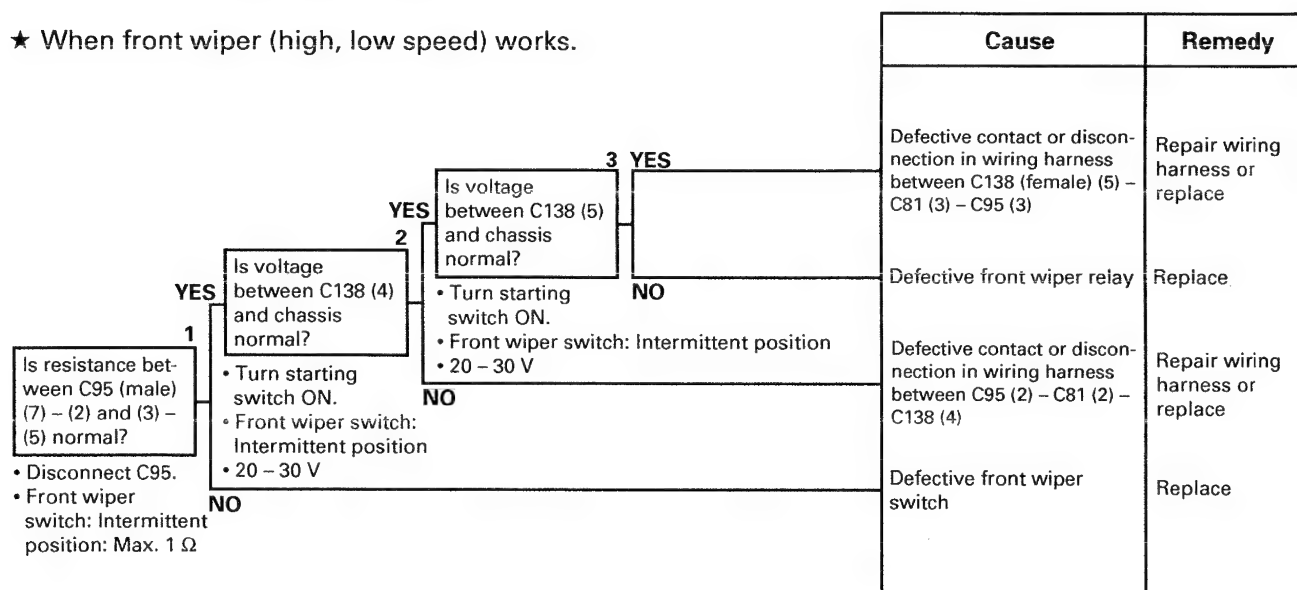 ★ When front wiper (high, low speed) works.
Cause
Remedy
1
Is resistance bet-
ween C95 (male)
(7) – (2) and (3) –
(5) normal?
• Disconnect C95.
• Front wiper
switch: Intermittent
position: Max. 1 Ω
YES
NO
2
Is voltage
between C138 (4)
and chassis
normal?
• Turn starting
switch ON.
• Front wiper switch:
Intermittent position
• 20 – 30 V
YES
NO
3
Is voltage
between C138 (5)
and chassis
normal?
• Turn starting
switch ON.
• Front wiper switch: Intermittent position
• 20 – 30 V
YES
NO
Defective contact or discon-
nection in wiring harness
between C138 (female) (5) –
C81 (3) – C95 (3)
Repair wiring
harness or
replace
Defective front wiper relay
Replace
Defective contact or discon-
nection in wiring harness
between C95 (2) – C81 (2) –
C138 (4)
Repair wiring
harness or
replace
Defective front wiper
switch
Replace